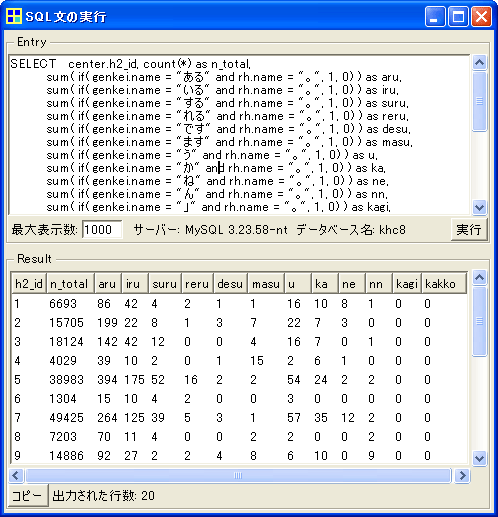 SQL文の実行
Entry
SELECT center.h2_id, count(*) as n_total,
sum( if( genkei.name = "ある" and rh.name = "。", 1, 0) ) as aru,
sum( if( genkei.name = "いる" and rh.name = "。", 1, 0) ) as iru,
sum( if( genkei.name = "する" and rh.name = "。", 1, 0) ) as suru,
sum( if( genkei.name = "れる" and rh.name = "。", 1, 0) ) as reru,
sum( if( genkei.name = "です" and rh.name = "。", 1, 0) ) as desu,
sum( if( genkei.name = "ます" and rh.name = "。", 1, 0) ) as masu,
sum( if( genkei.name = "う" and rh.name = "。", 1, 0) ) as u,
sum( if( genkei.name = "か" and rh.name = "。", 1, 0) ) as ka,
sum( if( genkei.name = "ね" and rh.name = "。", 1, 0) ) as ne,
sum( if( genkei.name = "ん" and rh.name = "。", 1, 0) ) as nn,
sum( if( genkei.name = "」" and rh.name = "。", 1, 0) ) as kagi,
最大表示数: 1000 サーバー: MySQL 3.23.58-nt データベース名: khc8 実行
Result
h2_id n_total aru iru suru reru desu masu u ka ne nn kagi kakko
1 6693 86 42 4 2 1 1 16 10 8 1 0 0
2 15705 199 22 8 1 3 7 22 7 3 0 0 0
3 18124 142 42 12 0 0 4 16 7 0 1 0 0
4 4029 39 10 2 0 1 15 2 6 1 0 0 0
5 38983 394 175 52 16 2 2 54 24 2 2 0 0
6 1304 15 10 4 2 0 0 3 0 0 0 0 0
7 49425 264 125 39 5 3 1 57 35 12 2 0 0
8 7203 70 11 4 0 0 2 2 0 0 2 0 0
9 14886 92 27 2 2 4 8 6 10 0 9 0 0
コピー 出力された行数: 20